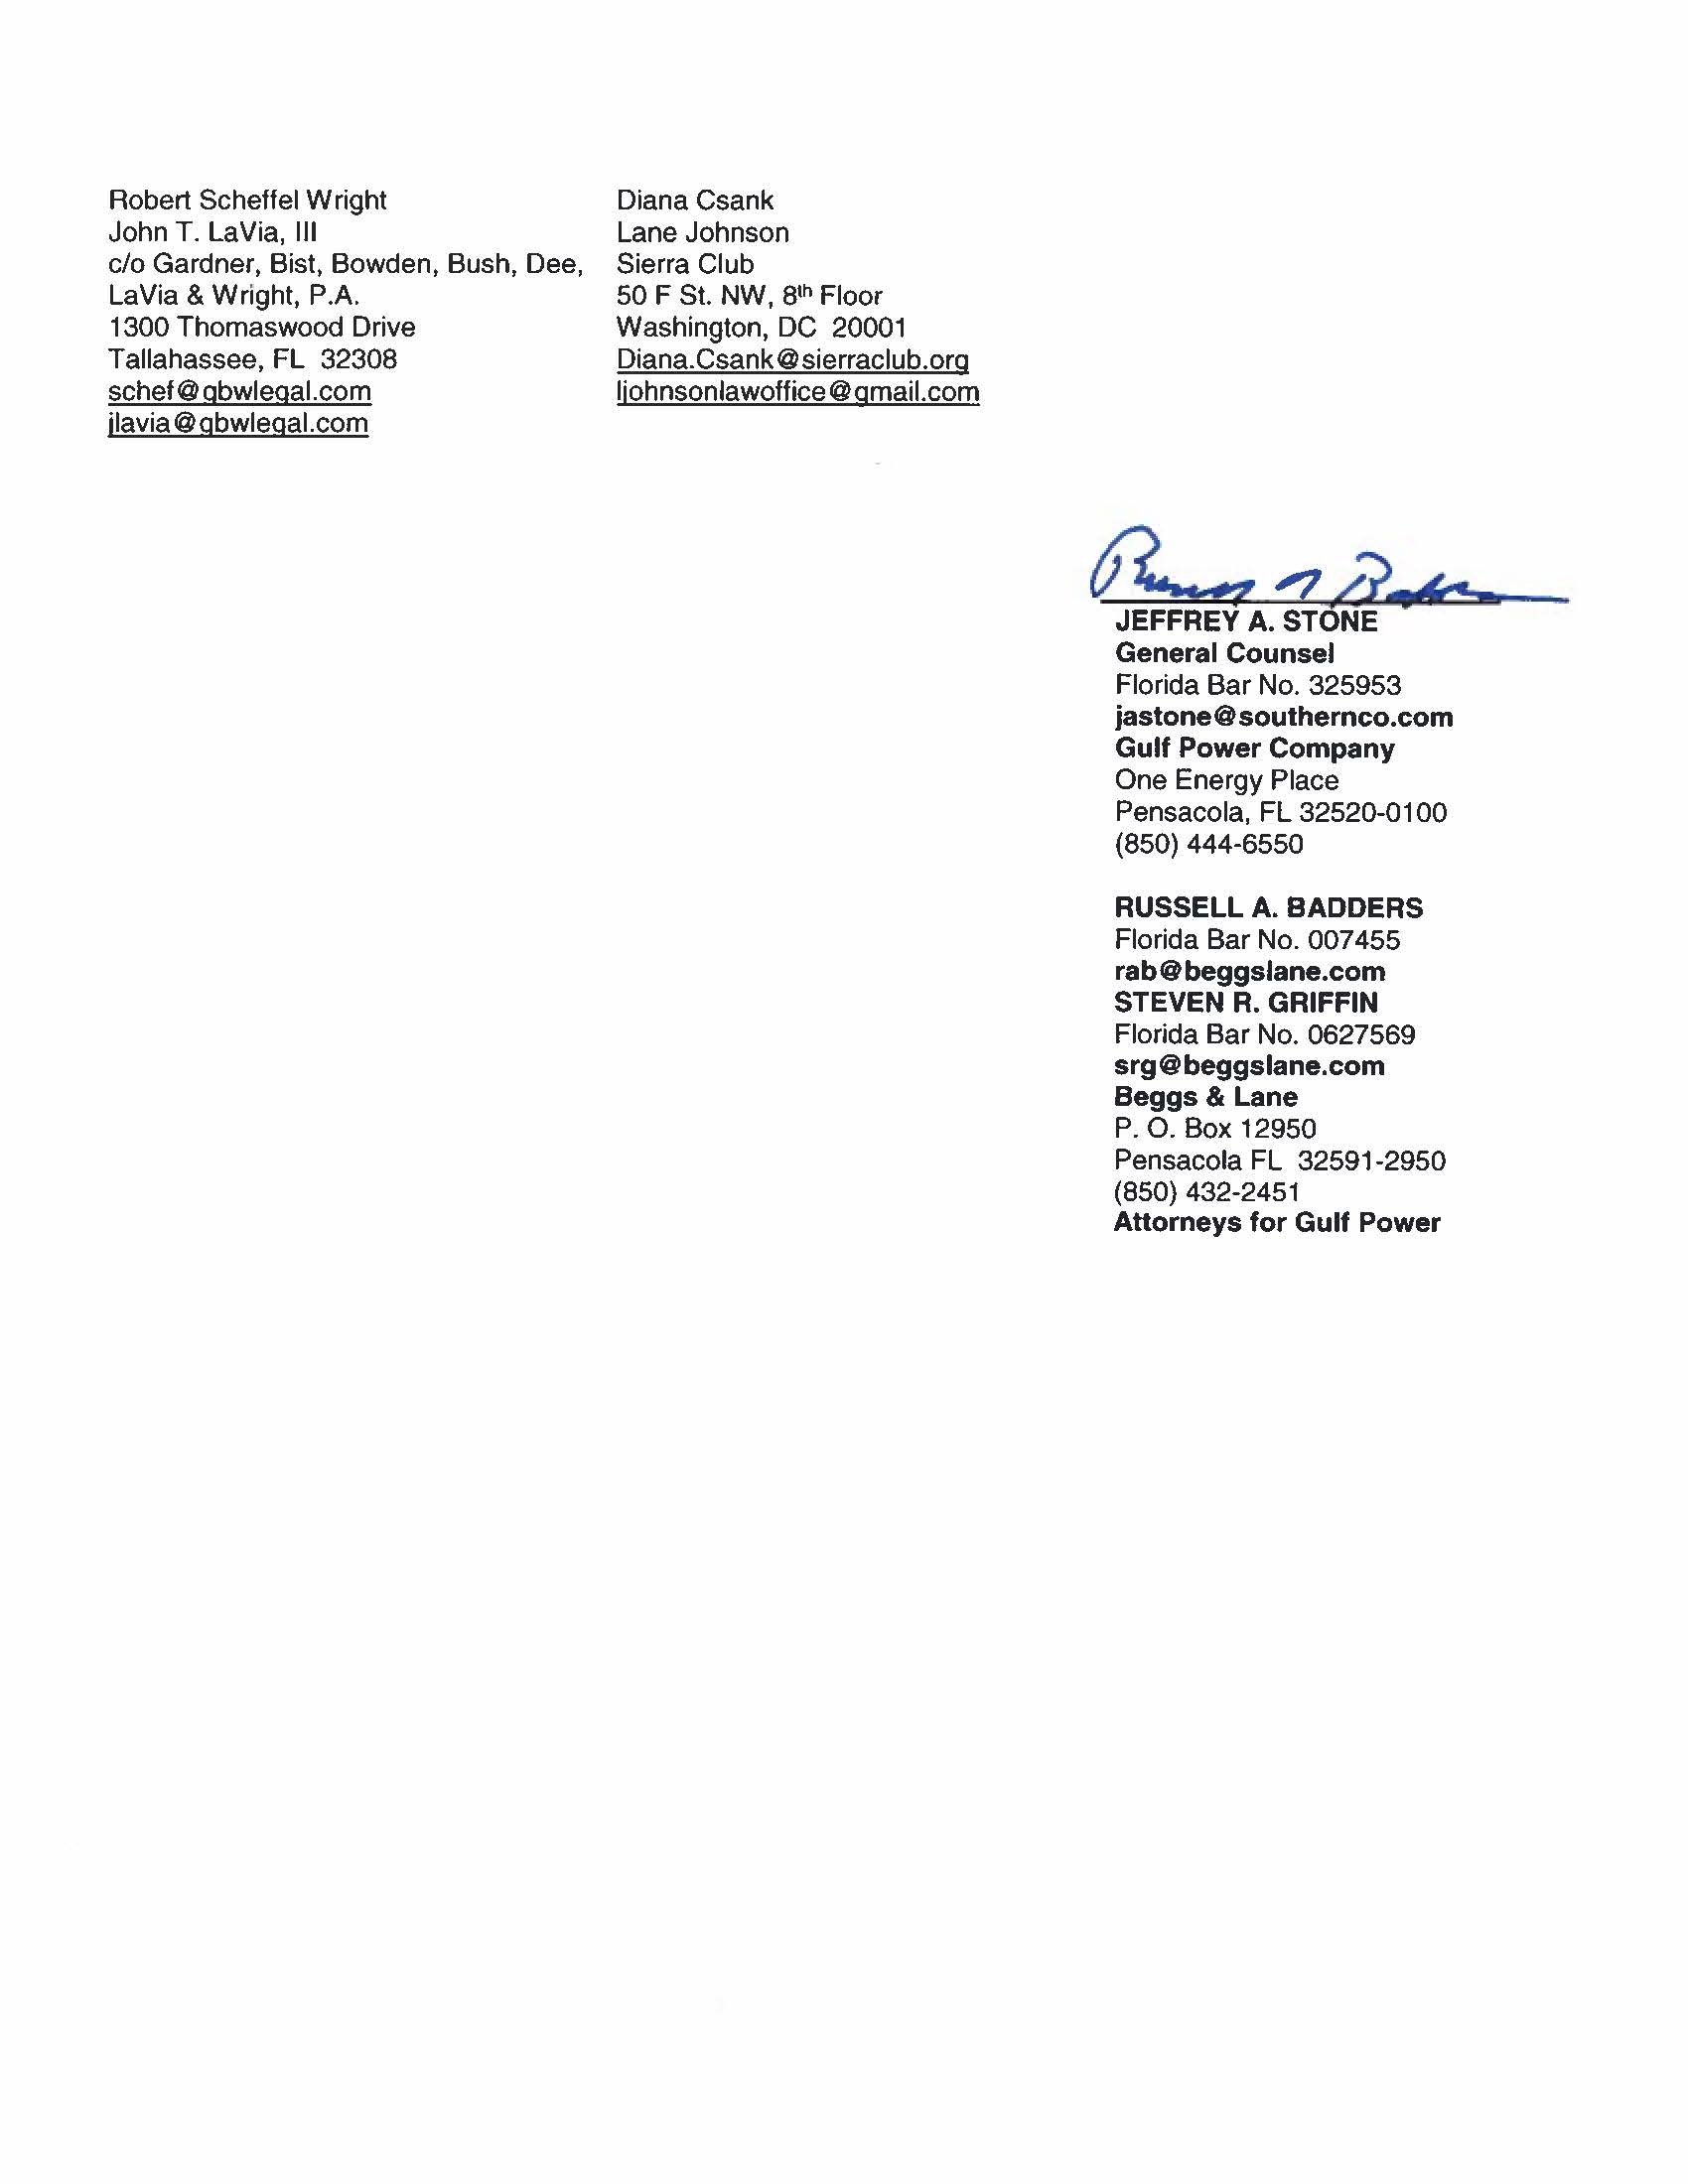 Robert Scheffel Wright
John T. LaVia, III
c/o Gardner, Bist, Bowden, Bush, Dee,
LaVia & Wright, P.A.
1300 Thomaswood Drive
Tallahassee, FL 32308
schef@gbwlegal.com
jlavia@gbwlegal.com
Diana Csank
Lane Johnson
Sierra Club
50 F St. NW, 8th Floor
Washington, DC 20001
Diana.Csank@sierraclub.org
ljohnsonlawoffice@gmail.com
Russell A Badders
JEFFREY A. STONE
General Counsel
Florida Bar No. 325953
jastone@southernco.com
Gulf Power Company
One Energy Place
Pensacola, FL 32520-0100
(850) 444-6550
RUSSELL A. BADDERS
Florida Bar No. 007455
rab@beggslane.com
STEVEN R. GRIFFIN
Florida Bar No. 0627569
srg@beggslane.com
Beggs & Lane
P. O. Box 12950
Pensacola FL 32591-2950
(850) 432-2451
Attorneys for Gulf Power